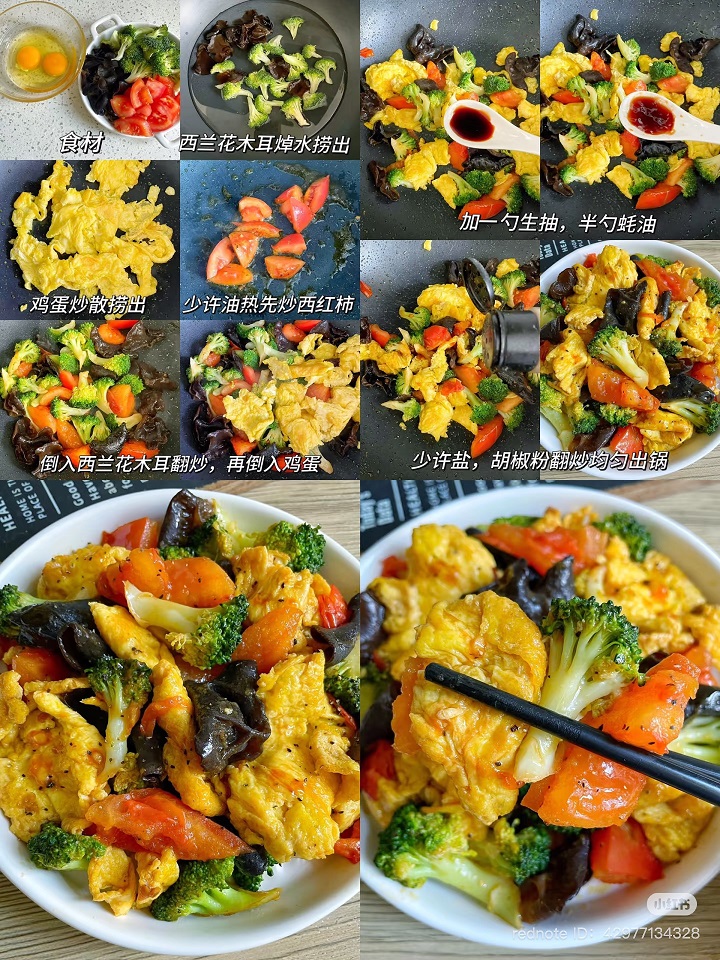 食材
西兰花木耳焯水捞出
鸡蛋炒散捞出
少许油热先炒西红柿
倒入西兰花木耳翻炒，再倒入鸡蛋
加一勺生抽，半勺蚝油
少许盐，胡椒粉翻炒均匀出锅
小红书
rednote ID: 42977134328